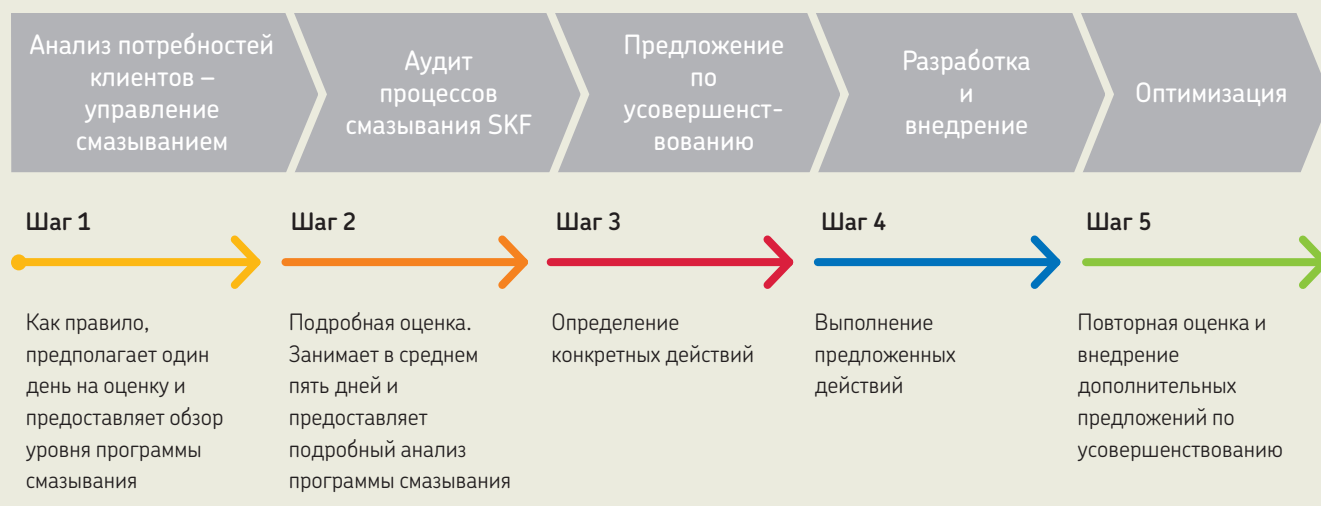 Анализ потребностей
клиентов –
управление
смазыванием
Аудит
процессов
смазывания SKF
Предложение
по
усовершенст-
вованию
Разработка
и
внедрение
Оптимизация
Шаг 1
Шаг 2
Шаг 3
Шаг 4
Шаг 5
Как правило,
предполагает один
день на оценку и
предоставляет обзор
уровня программы
смазывания
Подробная оценка.
Занимает в среднем
пять дней и
предоставляет
подробный анализ
программы смазывания
Определение
конкретных действий
Выполнение
предложенных
действий
Повторная оценка и
внедрение
дополнительных
предложений по
усовершенствованию